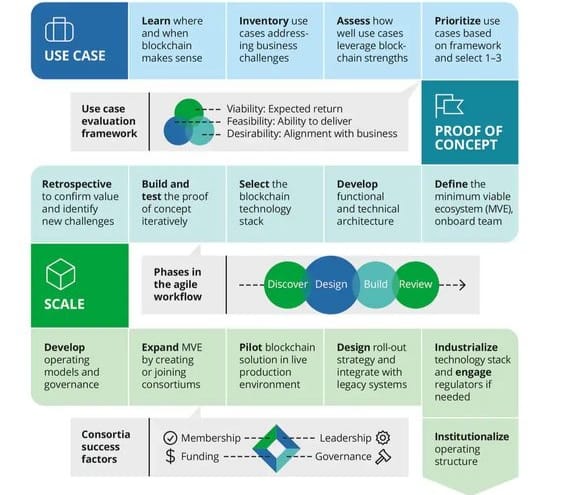 USE CASE
Learn where
and when
blockchain
makes sense
Inventory use
cases address-
ing business
challenges
Assess how
well use cases
leverage block-
chain strengths
Prioritize use
cases based
on framework
and select 1–3
Use case
evaluation
framework
Viability: Expected return
Feasibility: Ability to deliver
Desirability: Alignment with business
PROOF OF
CONCEPT
Retrospective
to confirm value
and identify
new challenges
Build and
test the proof
of concept
iteratively
Select the
blockchain
technology
stack
Develop
functional
and technical
architecture
Define the
minimum viable
ecosystem (MVE),
onboard team
SCALE
Phases in
the agile
workflow
Discover
Design
Build
Review
Develop
operating
models and
governance
Expand MVE
by creating
or joining
consortiums
Pilot blockchain
solution in live
production
environment
Design roll-out
strategy and
integrate with
legacy systems
Industrialize
technology stack
and engage
regulators if
needed
Consortia
success
factors
Membership
$ Funding
Leadership
Governance
Institutionalize
operating
structure